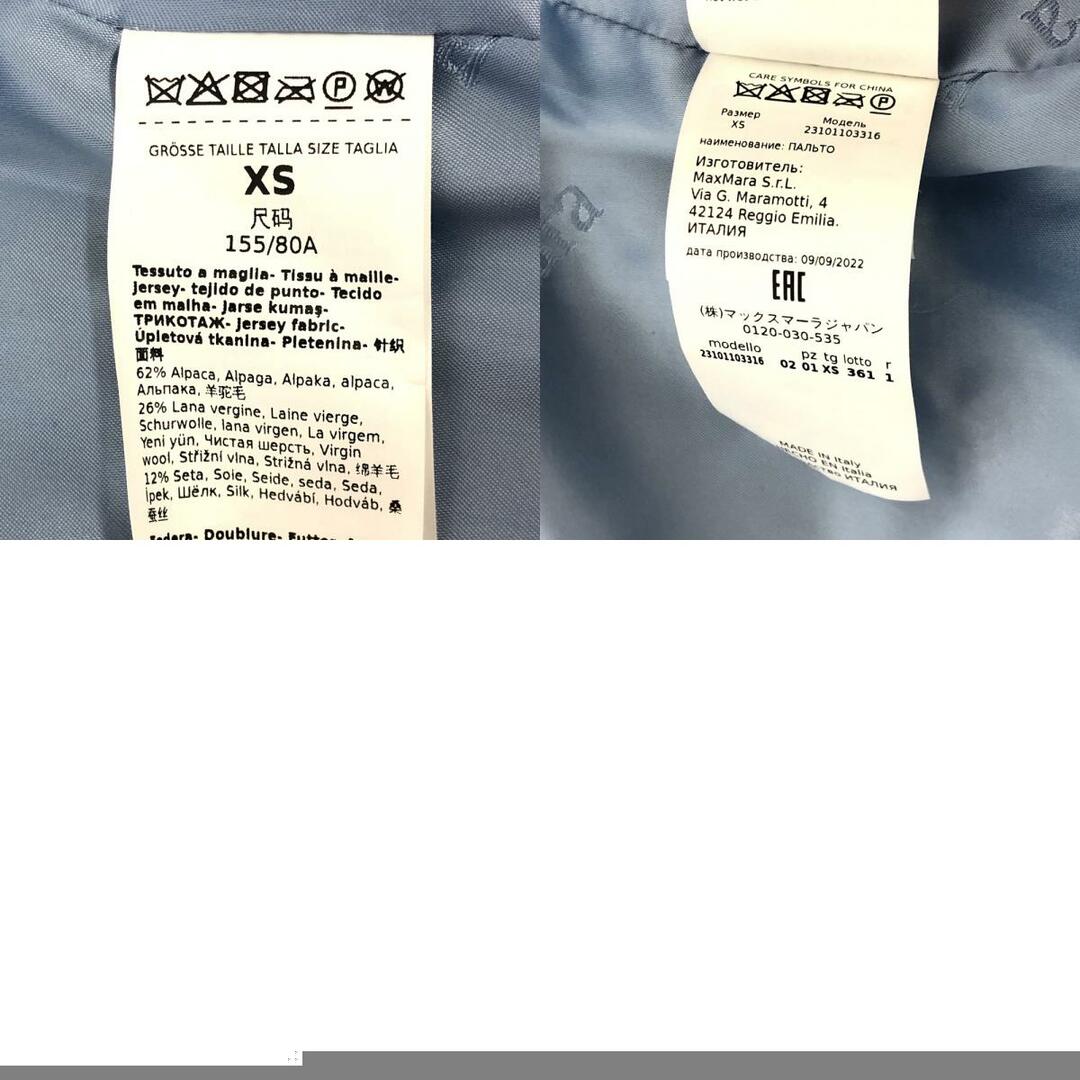 GRÖSSE TAILLE TALLA SIZE TAGLIA
XS
尺码
155/80A
Tessuto a maglia- Tissu à maille-
Jersey- tejido de punto- Tecido
em malha- Jarse kumaş-
ТРИКОТАЖ- Jersey fabric-
Úpletová tkanina- Pletenina- 针织
面料
62% Alpaca, Alpaga, Alpaka, alpaca,
Альпака, 羊驼毛
26% Lana vergine, Laine vierge,
Schurwolle, lana virgen, La virgem,
Yeni yün, Чистая шерсть, Virgin
wool, Střižní vlna, Strižná vlna, 绵羊毛
12% Seta, Soie, Seide, seda, Seda,
İpek, Шёлк, Silk, Hedvábí, Hodváb, 桑
蚕丝
Fodera- Doublure-
CARE SYMBOLS FOR CHINA
Размер Модель
XS 23101103316
наименование: ПАЛЬТО
Изготовитель:
MaxMara S.r.L.
Via G. Maramotti, 4
42124 Reggio Emilia.
ИТАЛИЯ
дата производства: 09/09/2022
EAC
(株)マックスマーラジャパン
0120-030-535
modello pz tg lotto r
23101103316 02 01 XS 361 1
MADE IN Italy
HECHO EN Italia
ИТАЛИЯ